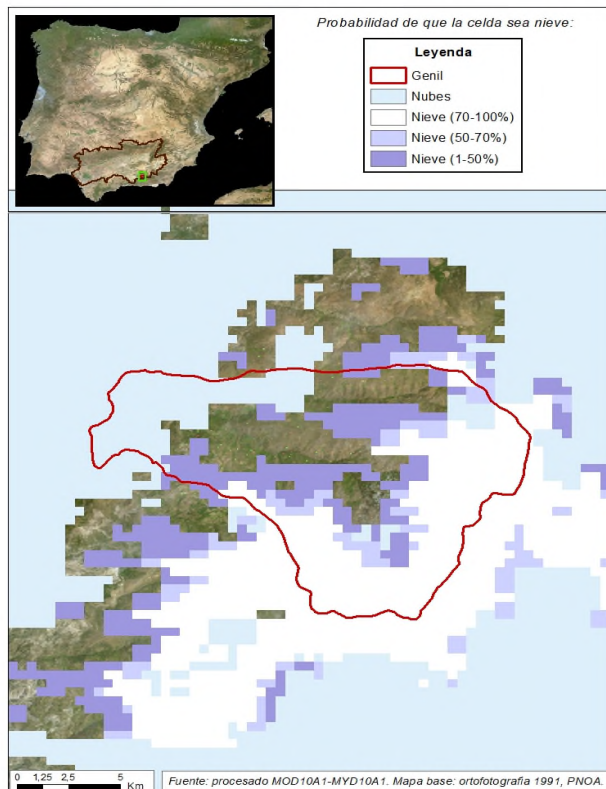 Probabilidad de que la celda sea nieve:
Leyenda
Genil
Nubes
Nieve (70-100%)
Nieve (50-70%)
Nieve (1-50%)
0 1,25 2,5 5
Km
Fuente: procesado MOD10A1-MYD10A1. Mapa base: ortofotografía 1991, PNOA.